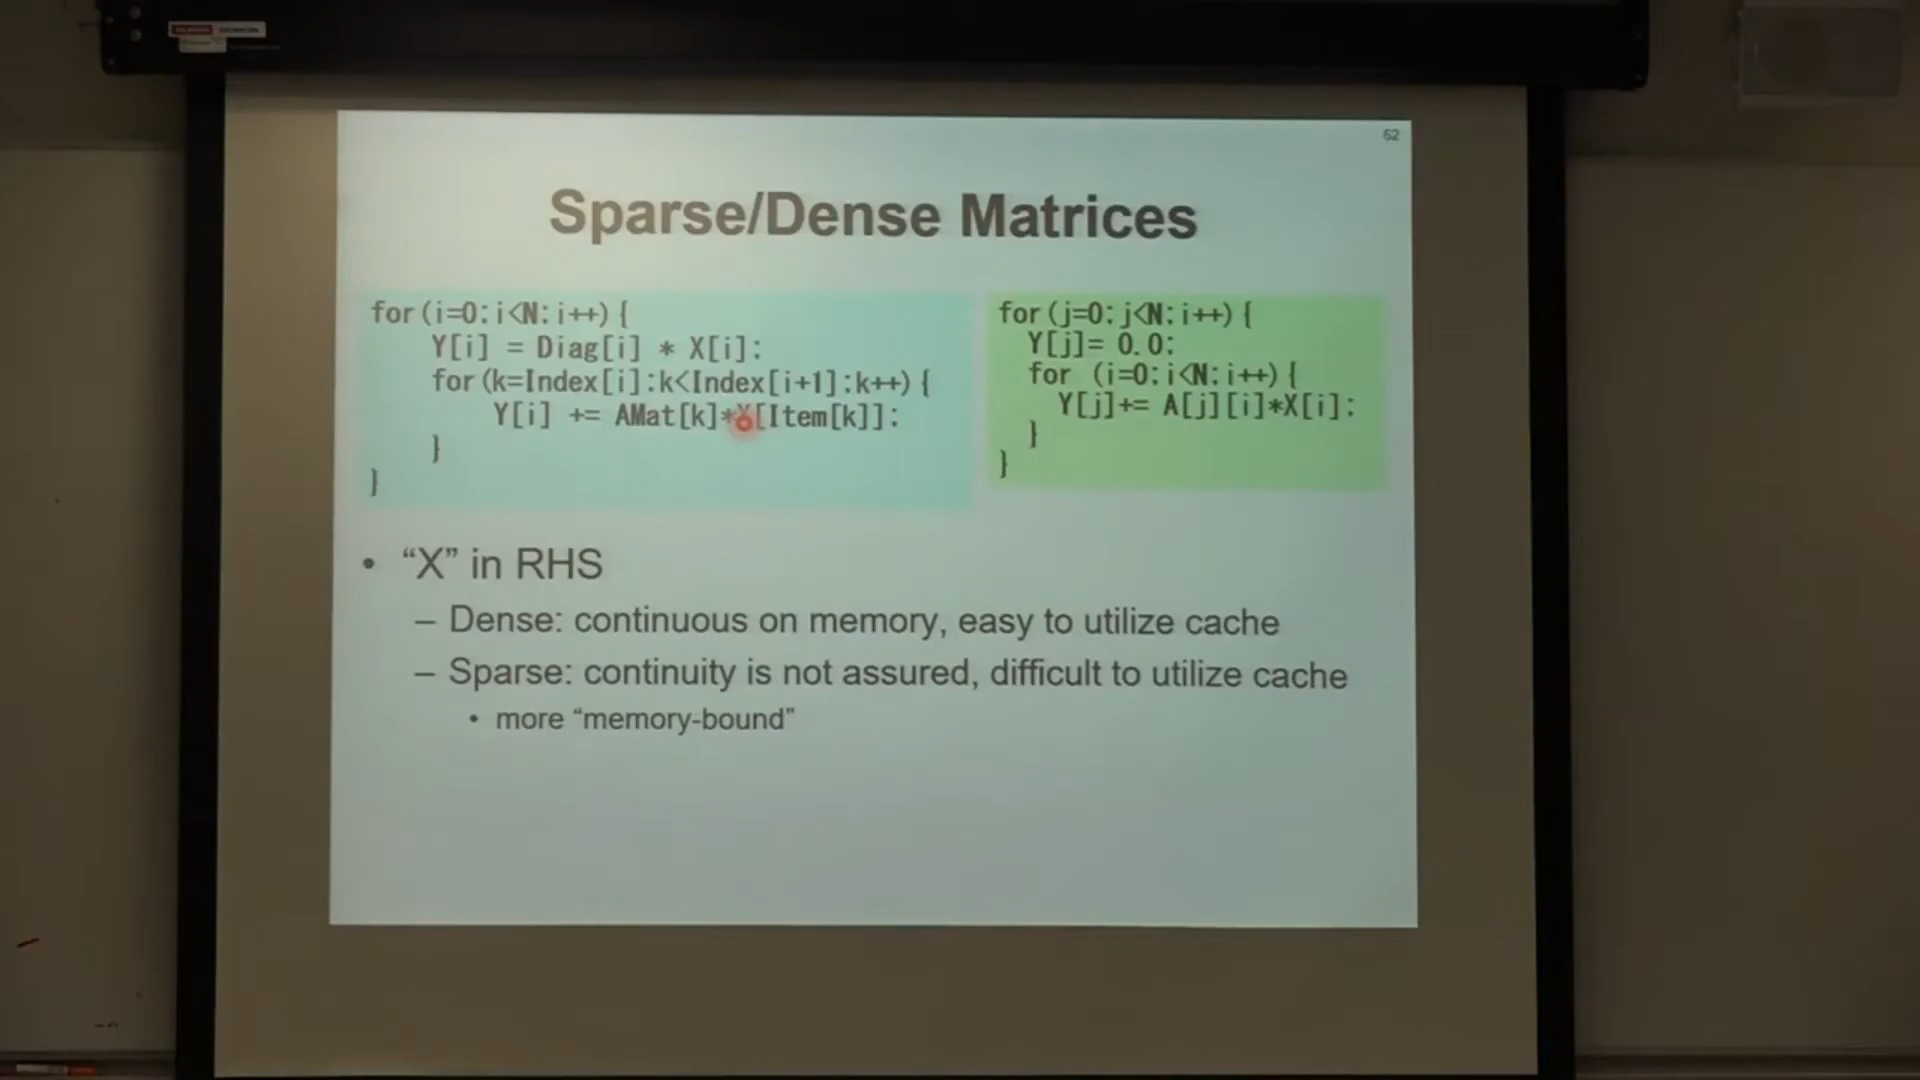 62
Sparse/Dense Matrices
for(i=0;i<N;i++){
Y[i] = Diag[i] * X[i];
for(k=Index[i];k<Index[i+1];k++){
Y[i] += AMat[k]*X[Item[k]];
}
}
for(j=0;j<N;i++){
Y[j]= 0.0;
for (i=0;i<N;i++){
Y[j]+= A[j][i]*X[i];
}
}
• “X” in RHS
– Dense: continuous on memory, easy to utilize cache
– Sparse: continuity is not assured, difficult to utilize cache
• more “memory-bound”